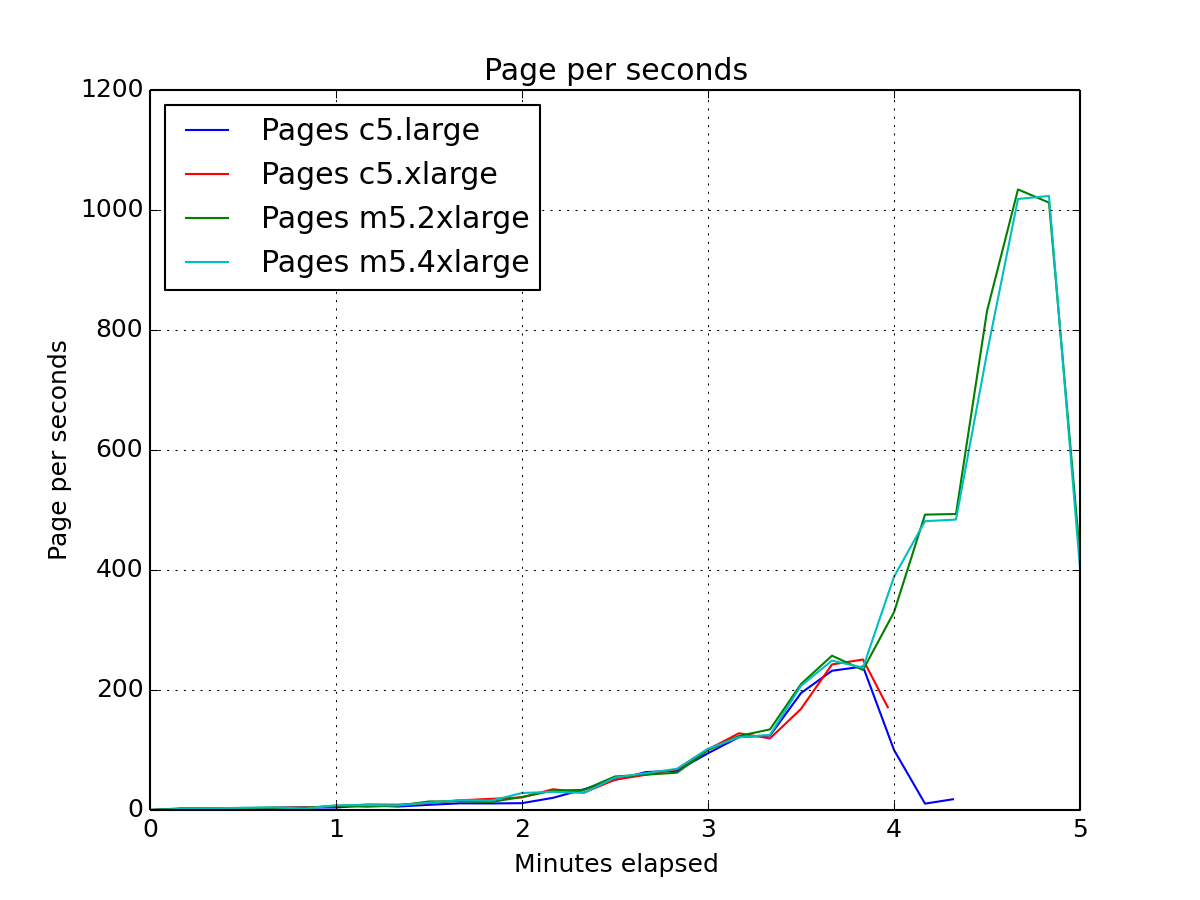 Page per seconds
1200
1000
800
600
400
200
0
Page per seconds
Pages c5.large
Pages c5.xlarge
Pages m5.2xlarge
Pages m5.4xlarge
0 1 2 3 4 5
Minutes elapsed